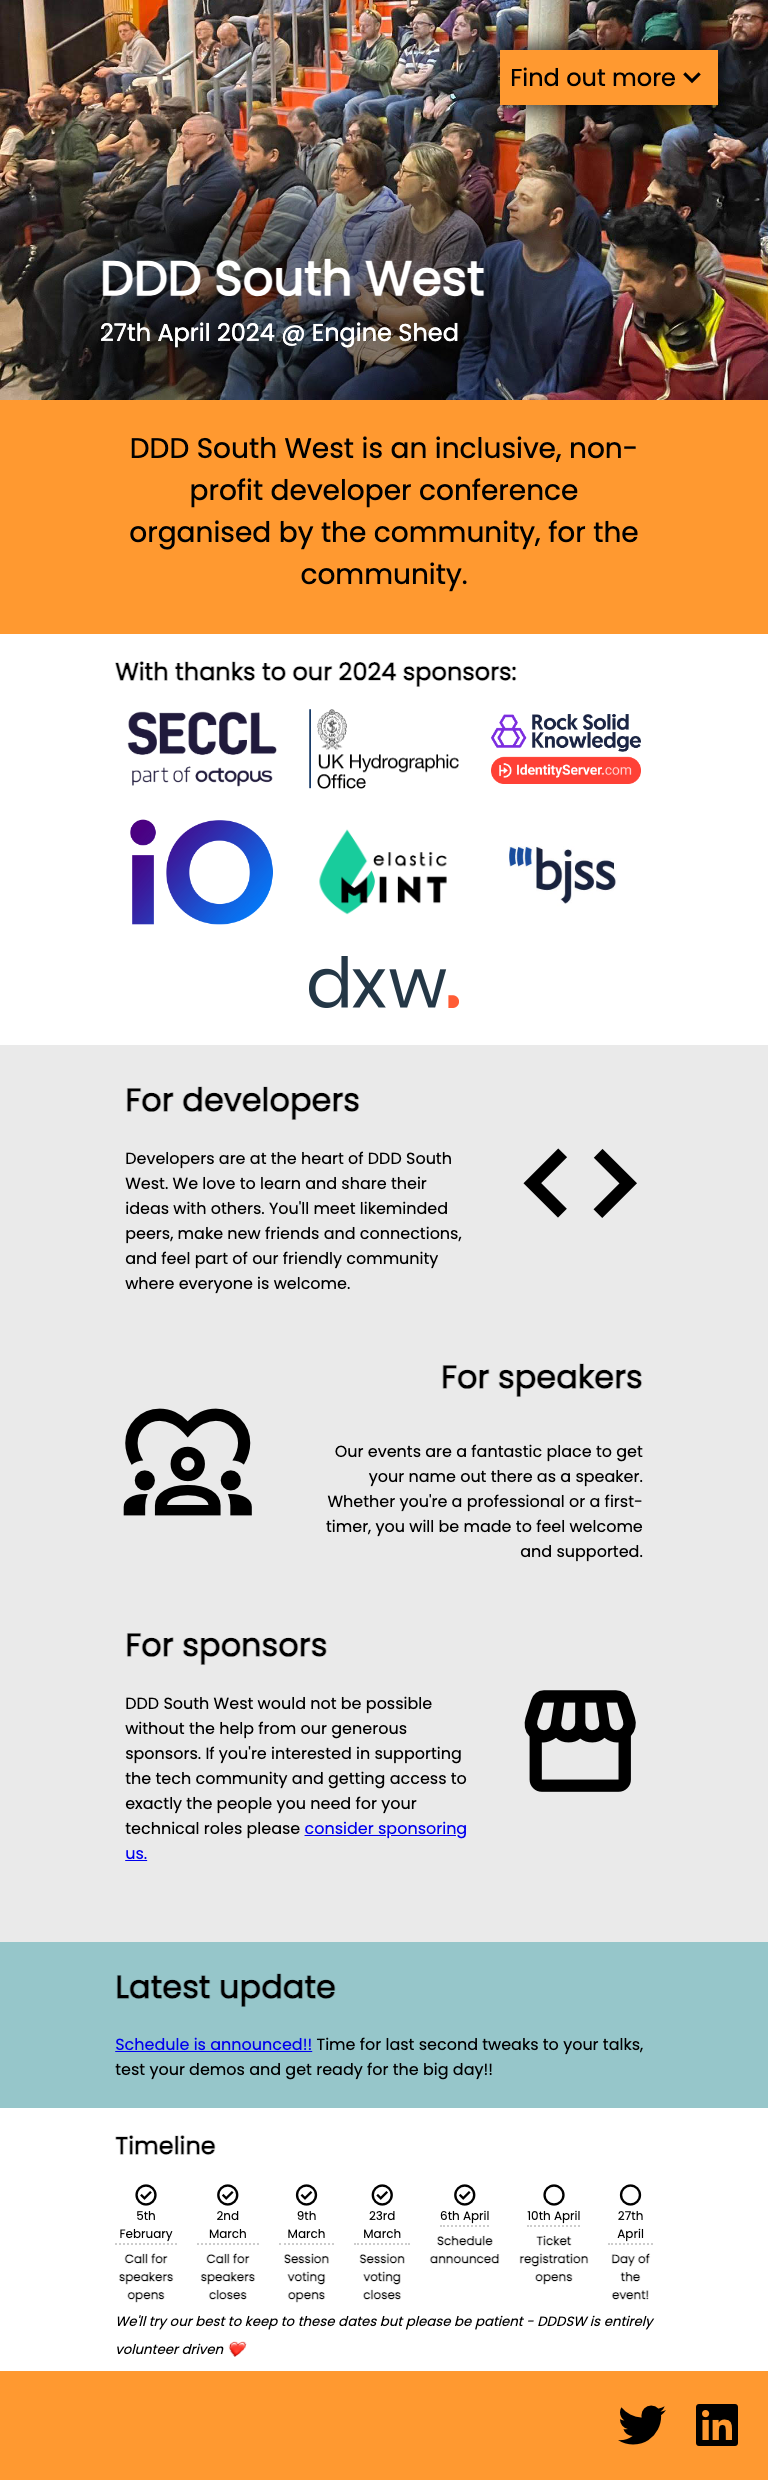 Find out more
DDD South West
27th April 2024 @ Engine Shed
DDD South West is an inclusive, non-
profit developer conference
organised by the community, for the
community.
With thanks to our 2024 sponsors:
SECCL
part of octopus
UK Hydrographic
Office
Rock Solid
Knowledge
IdentityServer.com
iO
elastic
MINT
bjss
dxw.
For developers
Developers are at the heart of DDD South
West. We love to learn and share their
ideas with others. You'll meet likeminded
peers, make new friends and connections,
and feel part of our friendly community
where everyone is welcome.
For speakers
Our events are a fantastic place to get
your name out there as a speaker.
Whether you're a professional or a first-
timer, you will be made to feel welcome
and supported.
For sponsors
DDD South West would not be possible
without the help from our generous
sponsors. If you're interested in supporting
the tech community and getting access to
exactly the people you need for your
technical roles please consider sponsoring
us.
Latest update
Schedule is announced!! Time for last second tweaks to your talks,
test your demos and get ready for the big day!!
Timeline
5th
February
Call for
speakers
opens
2nd
March
Call for
speakers
closes
9th
March
Session
voting
opens
23rd
March
Session
voting
closes
6th April
Schedule
announced
10th April
Ticket
registration
opens
27th
April
Day of
the
event!
We'll try our best to keep to these dates but please be patient - DDDSW is entirely
volunteer driven ❤️
in